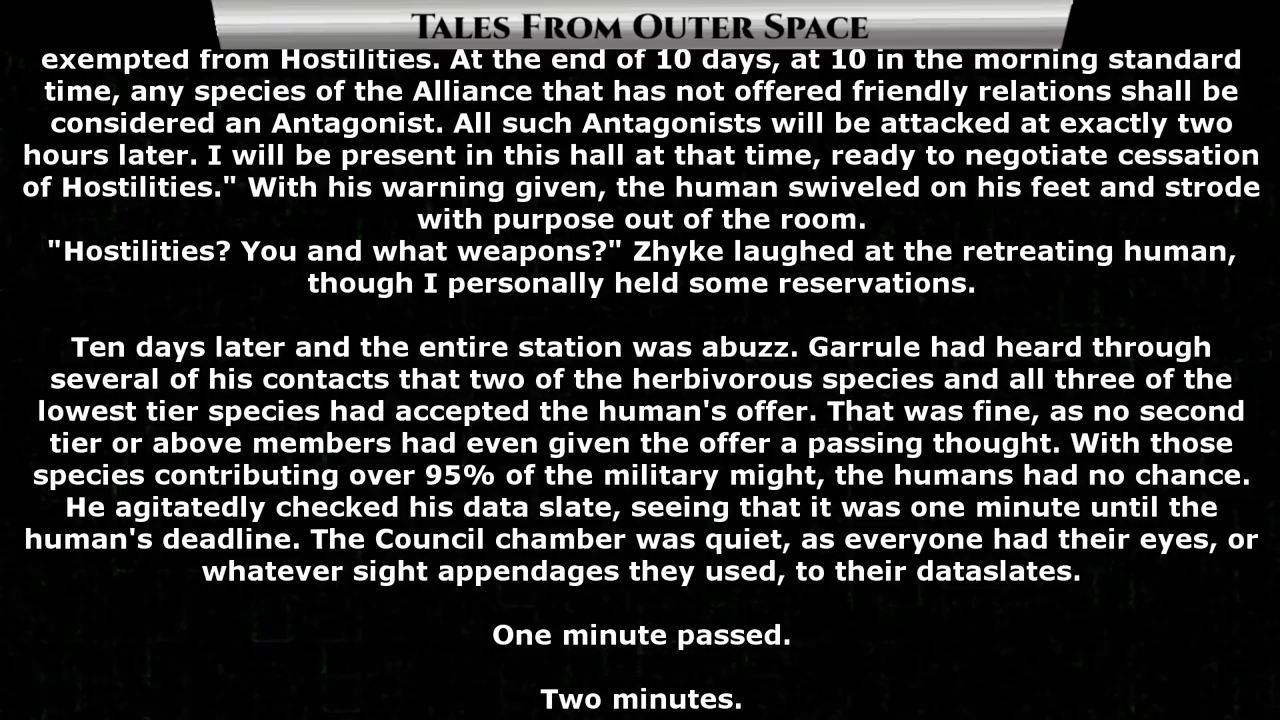 Tales From Outer Space
exempted from Hostilities. At the end of 10 days, at 10 in the morning standard
time, any species of the Alliance that has not offered friendly relations shall be
considered an Antagonist. All such Antagonists will be attacked at exactly two
hours later. I will be present in this hall at that time, ready to negotiate cessation
of Hostilities." With his warning given, the human swiveled on his feet and strode
with purpose out of the room.
"Hostilities? You and what weapons?" Zhyke laughed at the retreating human,
though I personally held some reservations.
Ten days later and the entire station was abuzz. Garrule had heard through
several of his contacts that two of the herbivorous species and all three of the
lowest tier species had accepted the human's offer. That was fine, as no second
tier or above members had even given the offer a passing thought. With those
species contributing over 95% of the military might, the humans had no chance.
He agitatedly checked his data slate, seeing that it was one minute until the
human's deadline. The Council chamber was quiet, as everyone had their eyes, or
whatever sight appendages they used, to their dataslates.
One minute passed.
Two minutes.